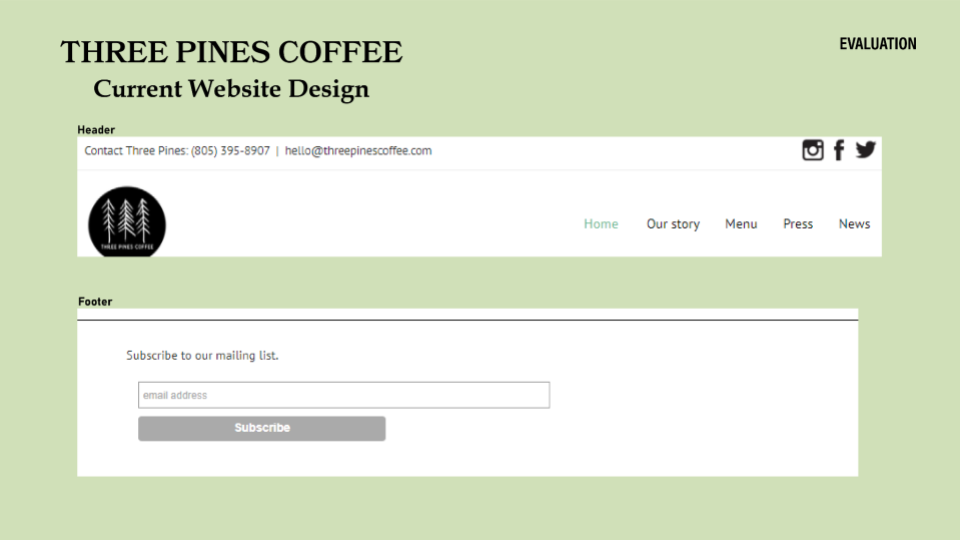 THREE PINES COFFEE
EVALUATION
Current Website Design
Header
Contact Three Pines: (805) 395-8907 | hello@threepinescoffee.com
THREE PINES COFFEE
Home Our story Menu Press News
Footer
Subscribe to our mailing list.
email address
Subscribe